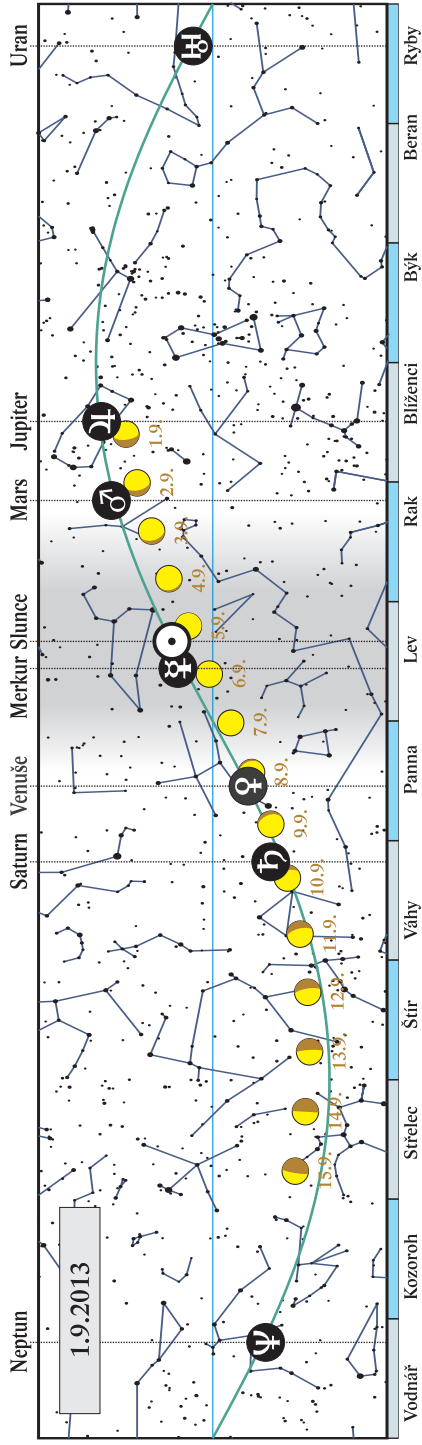 Neptun Saturn Venuše Merkur Slunce Mars Jupiter Uran
1.9.2013
15.9. 14.9. 13.9. 12.9. 11.9. 10.9. 9.9. 8.9. 7.9. 6.9. 5.9. 4.9. 3.9. 2.9. 1.9.
Vodnář Kozoroh Střelec Štír Váhy Panna Lev Rak Blíženci Býk Beran Ryby